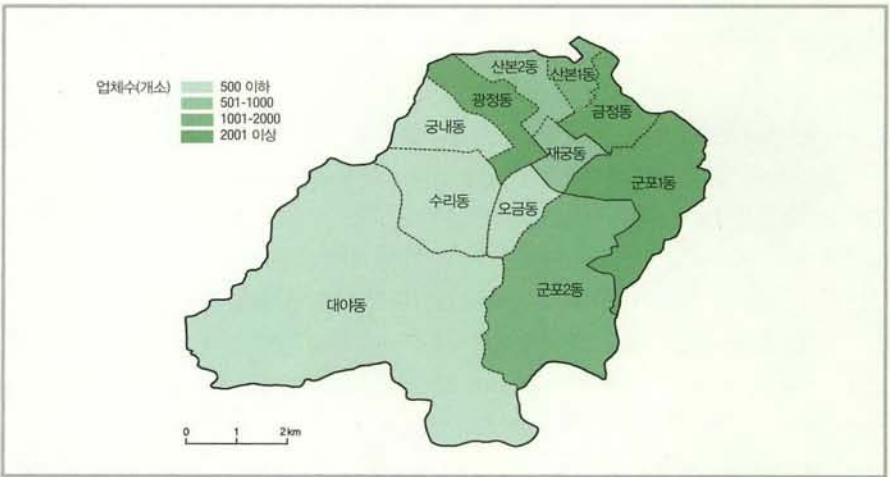 업체수(개소)
500 이하
501-1000
1001-2000
2001 이상
산본2동
산본1동
광정동
금정동
궁내동
재궁동
군포1동
수리동
오금동
대야동
군포2동
0 1 2 km